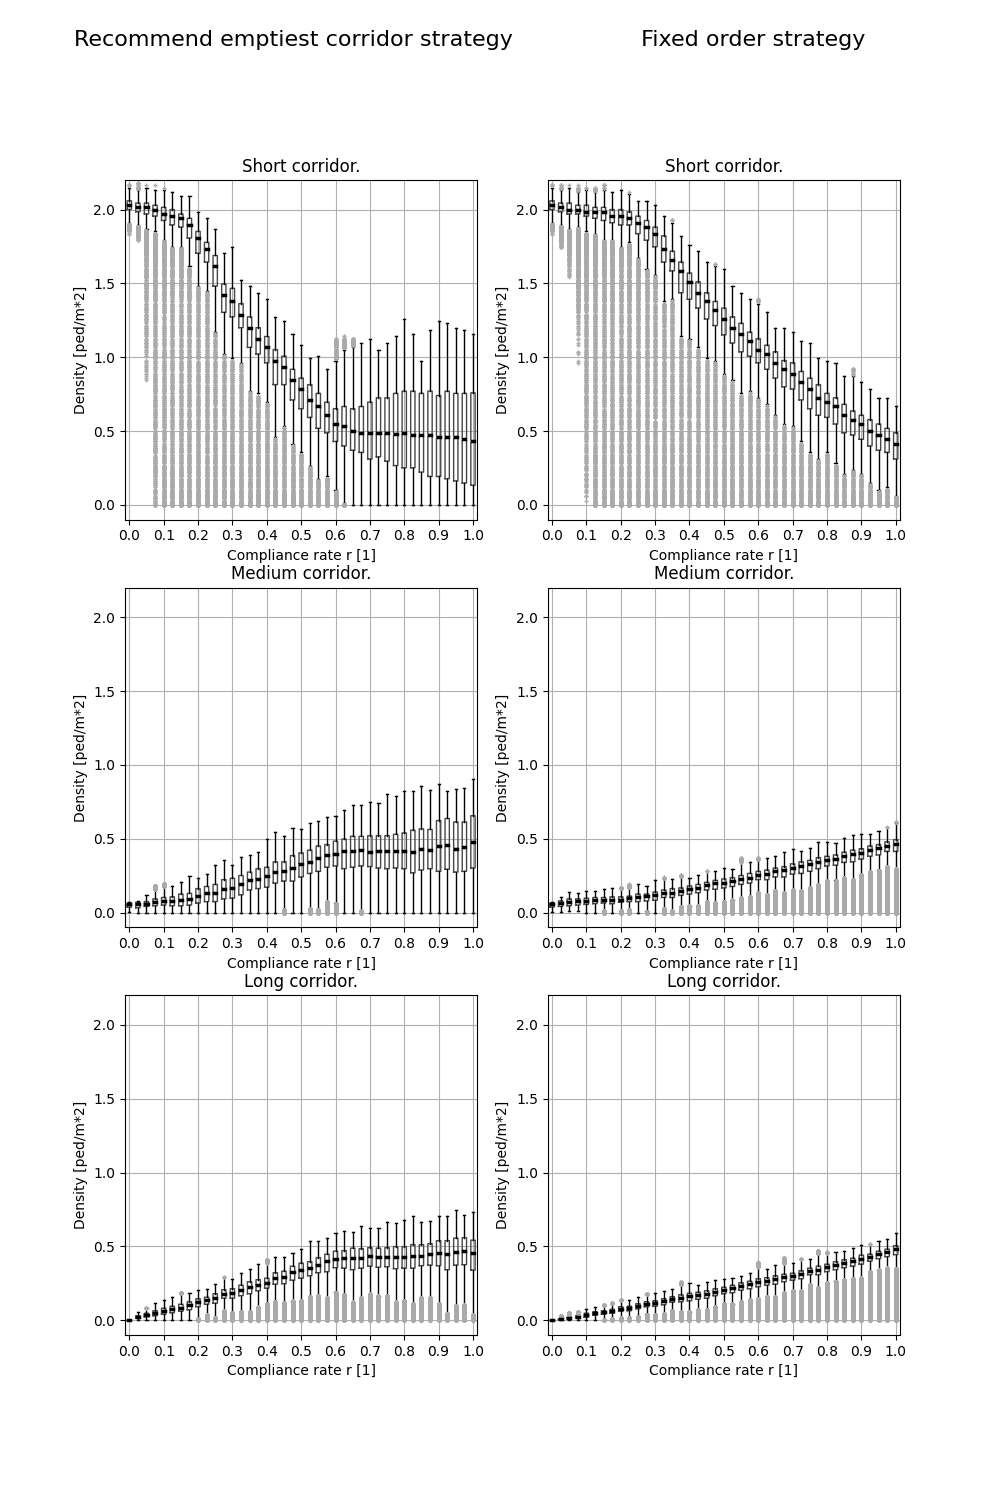 Recommend emptiest corridor strategy
Fixed order strategy
Short corridor.
Short corridor.
Density [ped/m*2]
2.0
1.5
1.0
0.5
0.0
0.0 0.1 0.2 0.3 0.4 0.5 0.6 0.7 0.8 0.9 1.0
Compliance rate r [1]
Density [ped/m*2]
2.0
1.5
1.0
0.5
0.0
0.0 0.1 0.2 0.3 0.4 0.5 0.6 0.7 0.8 0.9 1.0
Compliance rate r [1]
Medium corridor.
Medium corridor.
Density [ped/m*2]
2.0
1.5
1.0
0.5
0.0
0.0 0.1 0.2 0.3 0.4 0.5 0.6 0.7 0.8 0.9 1.0
Compliance rate r [1]
Density [ped/m*2]
2.0
1.5
1.0
0.5
0.0
0.0 0.1 0.2 0.3 0.4 0.5 0.6 0.7 0.8 0.9 1.0
Compliance rate r [1]
Long corridor.
Long corridor.
Density [ped/m*2]
2.0
1.5
1.0
0.5
0.0
0.0 0.1 0.2 0.3 0.4 0.5 0.6 0.7 0.8 0.9 1.0
Compliance rate r [1]
Density [ped/m*2]
2.0
1.5
1.0
0.5
0.0
0.0 0.1 0.2 0.3 0.4 0.5 0.6 0.7 0.8 0.9 1.0
Compliance rate r [1]